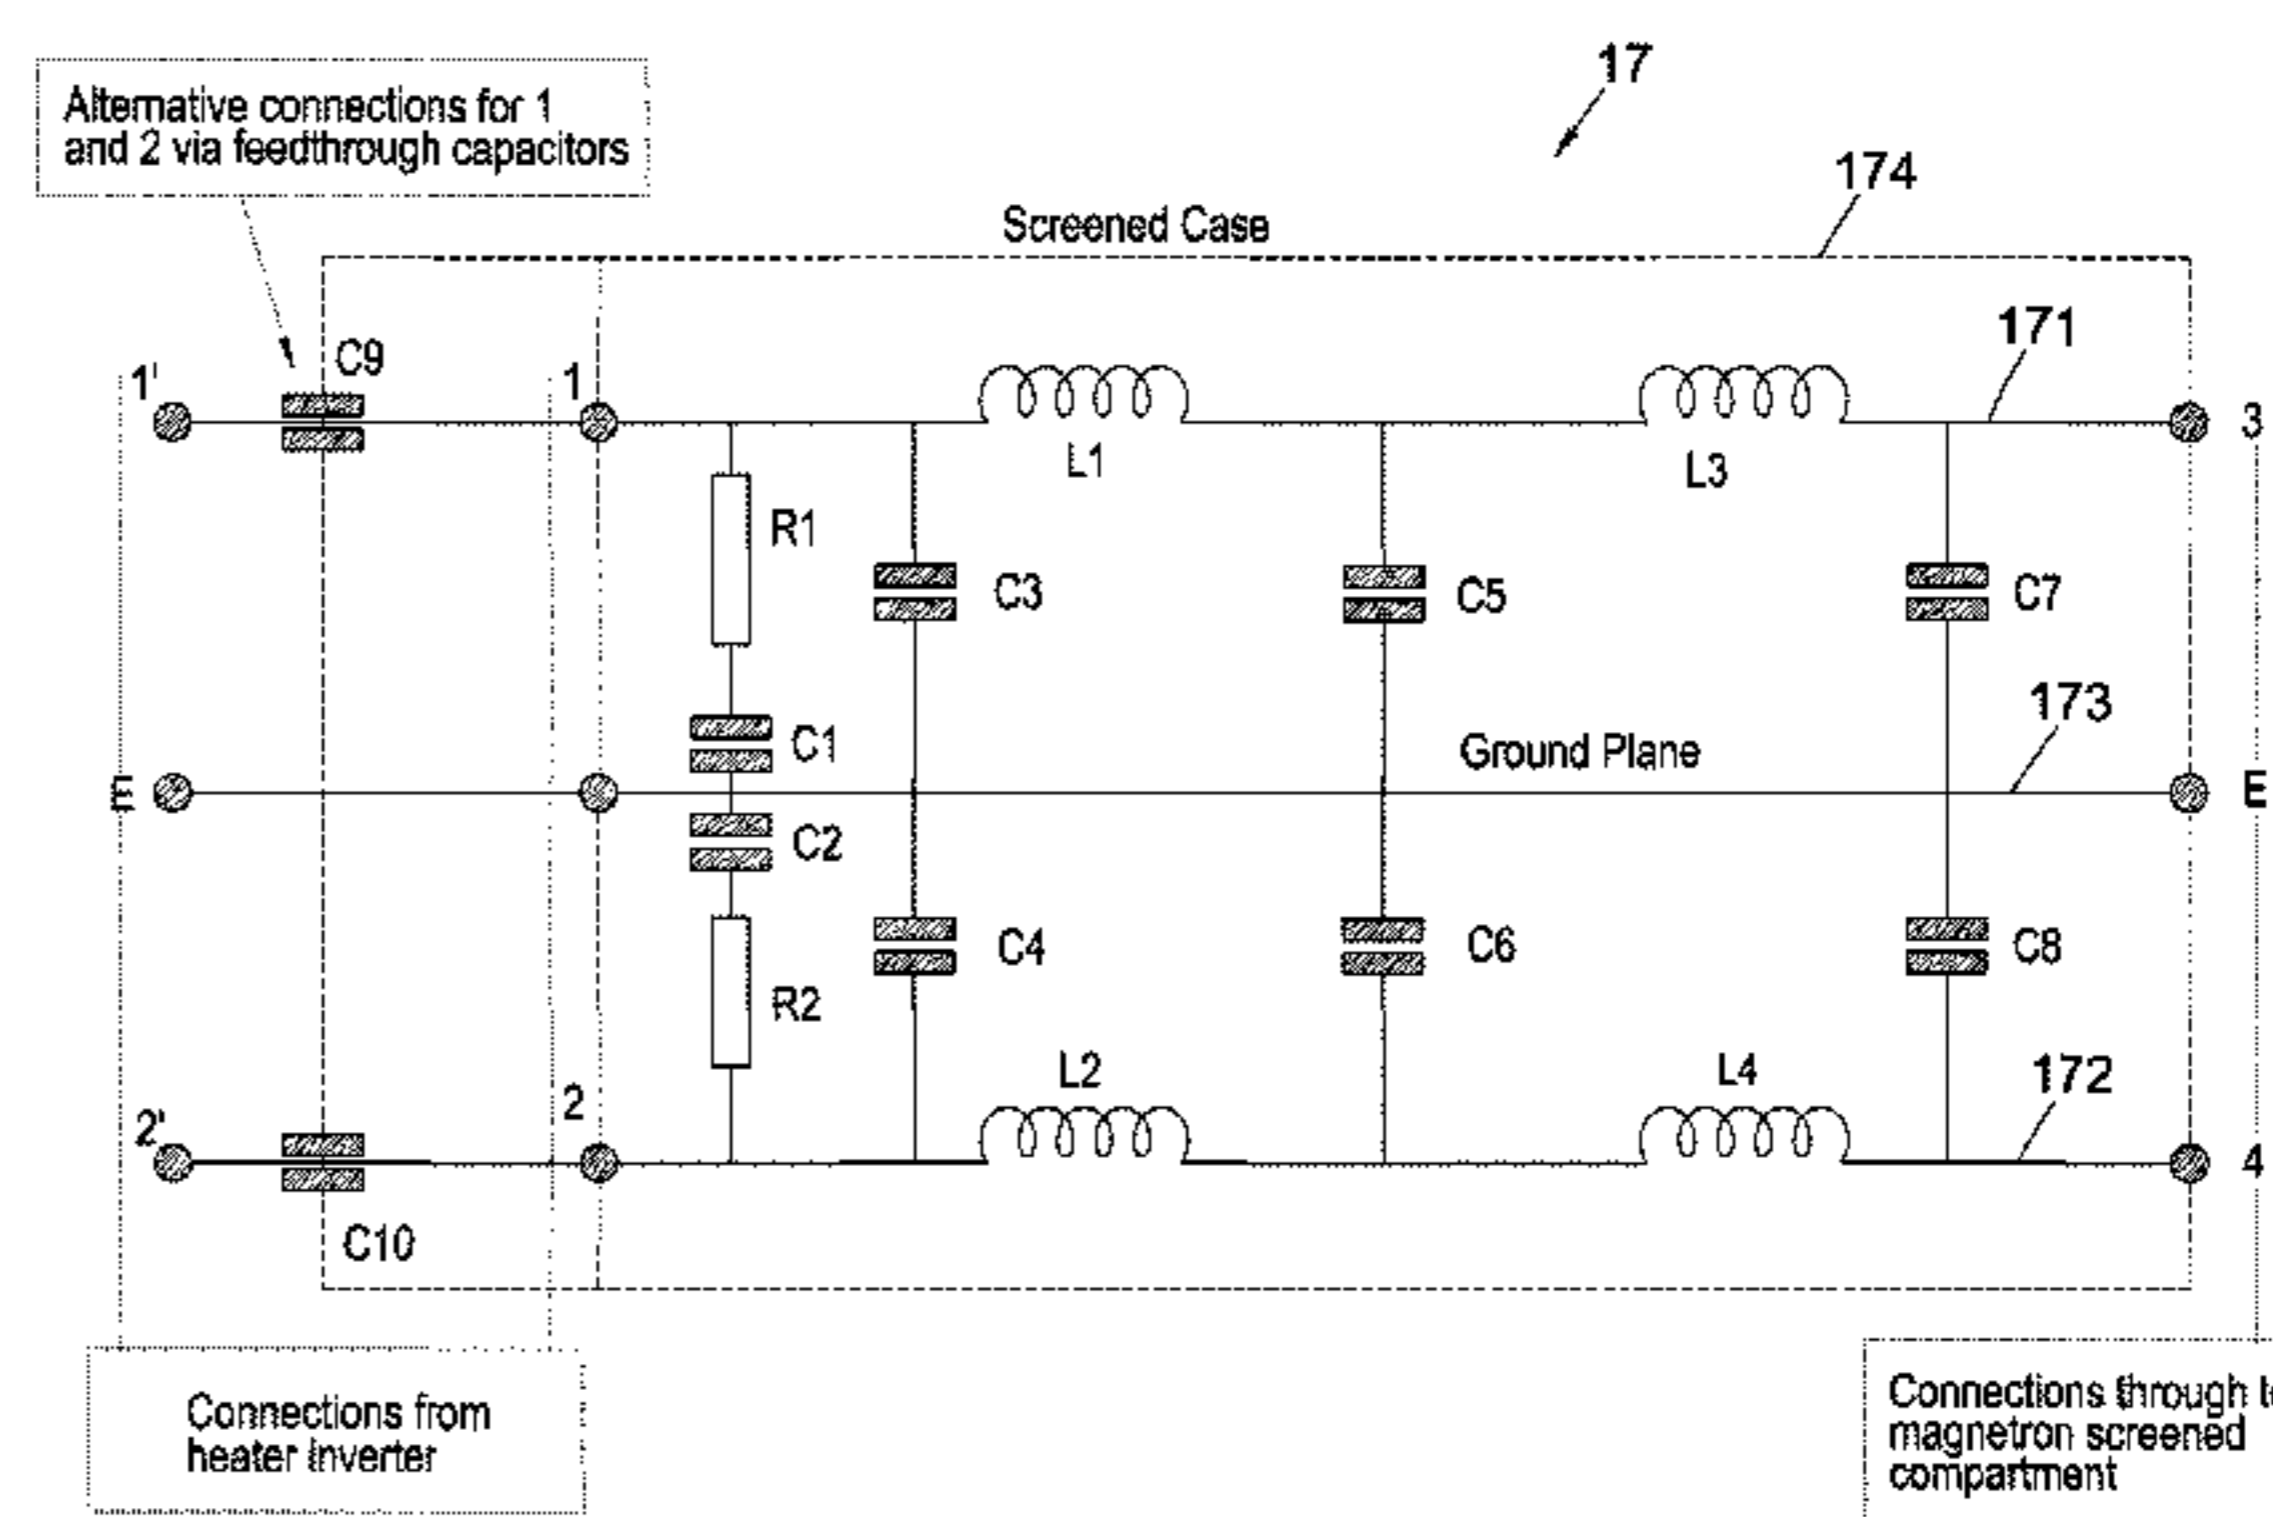 17
Alternative connections for 1
and 2 via feedthrough capacitors
174
Screened Case
171
C9
1'
1
3
L1
L3
R1
C3
C5
C7
173
C1
Ground Plane
E
E
C2
C4
C6
C8
R2
L2
L4
172
2'
2
4
C10
Connections from
heater inverter
Connections through
magnetron screened
compartment